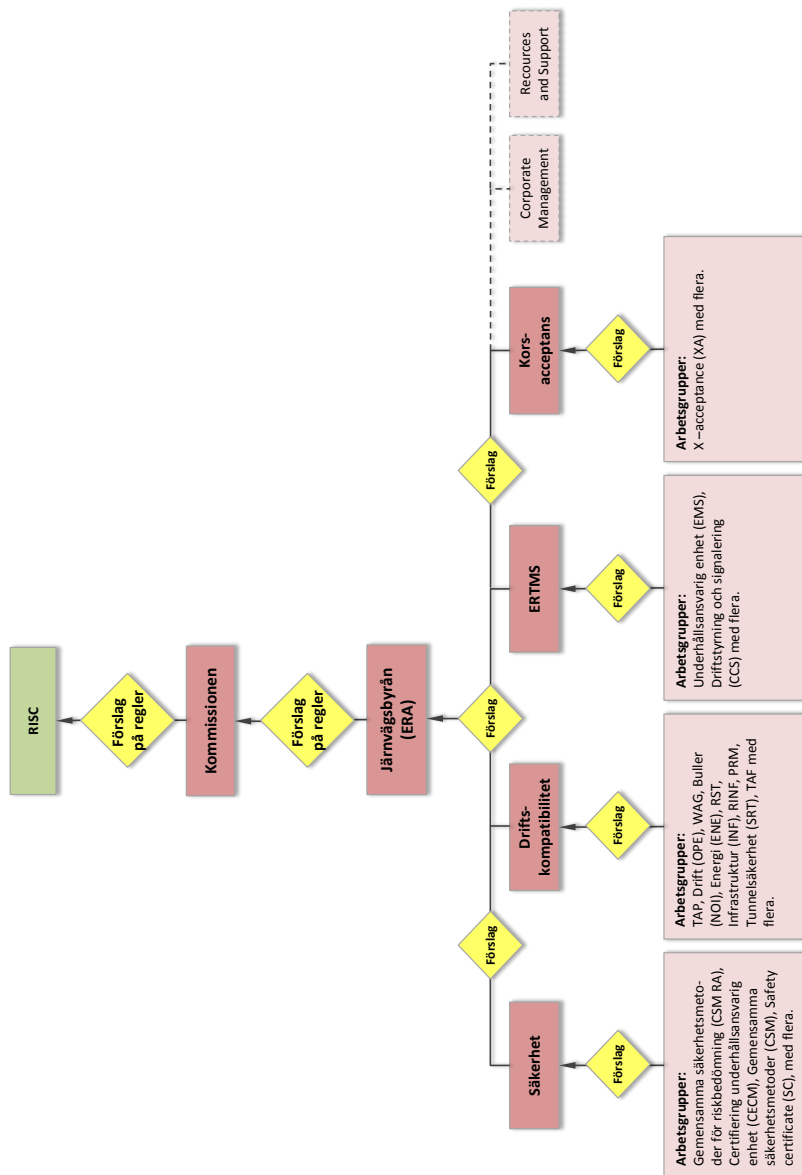 RISC
Förslag
på regler
Kommissionen
Förslag
på regler
Järnvägsbyrån
(ERA)
Förslag
Förslag
Förslag
Säkerhet
Drifts-
kompatibilitet
ERTMS
Kors-
acceptans
Corporate
Management
Recources
and Support
Förslag
Förslag
Förslag
Förslag
Arbetsgrupper:
Gemensamma säkerhetsmeto-
der för riskbedömning (CSM RA),
Certifiering underhållsansvarig
enhet (CECM), Gemensamma
säkerhetsmetoder (CSM), Safety
certificate (SC), med flera.
Arbetsgrupper:
TAP, Drift (OPE), WAG, Buller
(NOI), Energi (ENE), RST,
Infrastruktur (INF), RINF, PRM,
Tunnelsäkerhet (SRT), TAF med
flera.
Arbetsgrupper:
Underhållsansvarig enhet (EMS),
Driftstyrning och signalering
(CCS) med flera.
Arbetsgrupper:
X –acceptance (XA) med flera.